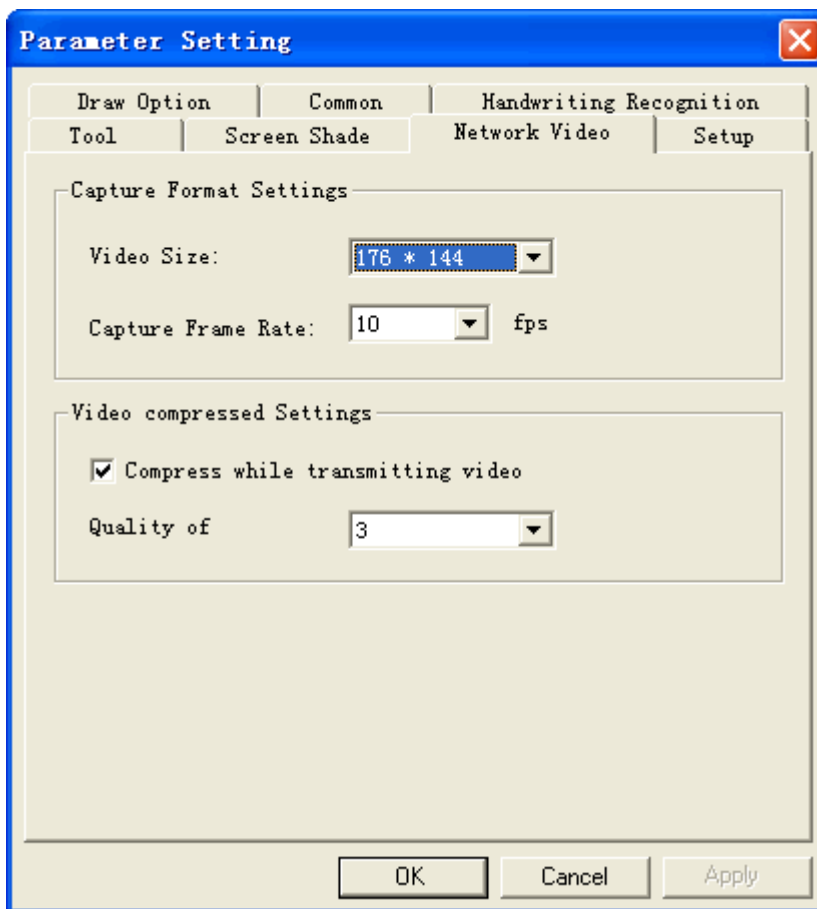 Parameter Setting
Draw Option Common Handwriting Recognition
Tool Screen Shade Network Video Setup
Capture Format Settings
Video Size: 176 * 144
Capture Frame Rate: 10 fps
Video compressed Settings
Compress while transmitting video
Quality of 3
OK Cancel Apply